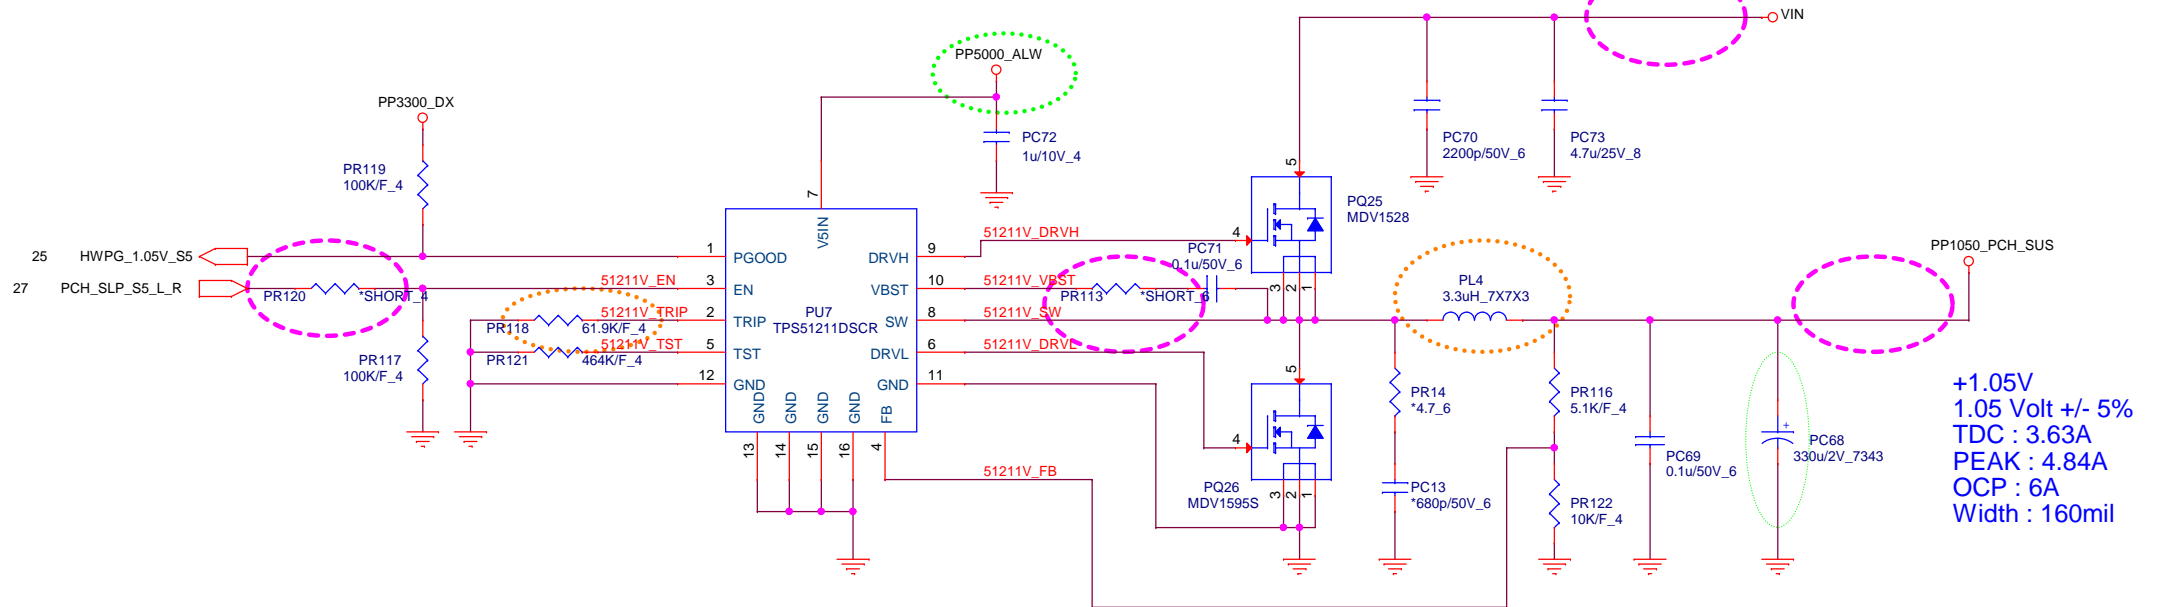 VIN
PP5000_ALW
PP3300_DX
PC72
1u/10V_4
PC70
2200p/50V_6
PC73
4.7u/25V_8
PR119
100K/F_4
5
7
PQ25
MDV1528
V5IN
25 HWPG_1.05V_S5
1
PGOOD
DRVH
9
51211V_DRVH
4
PC71
0.1u/50V_6
PP1050_PCH_SUS
27 PCH_SLP_S5_L_R
PR120
*SHORT_4
51211V_EN
3
EN
VBST
10
51211V_VBST
PR113
*SHORT_6
3
2
1
PL4
3.3uH_7X7X3
PR118
51211V_TRIP
61.9K/F_4
2
TRIP
PU7
TPS51211DSCR
SW
8
51211V_SW
PR121
51211V_TST
464K/F_4
5
TST
DRVL
6
51211V_DRVL
PR117
100K/F_4
12
GND
GND
11
5
GND
GND
GND
GND
FB
13
14
15
16
4
51211V_FB
4
PQ26
MDV1595S
3
2
1
PR14
*4.7_6
PC13
*680p/50V_6
PR116
5.1K/F_4
PR122
10K/F_4
PC69
0.1u/50V_6
+
PC68
330u/2V_7343
+1.05V
1.05 Volt +/- 5%
TDC : 3.63A
PEAK : 4.84A
OCP : 6A
Width : 160mil